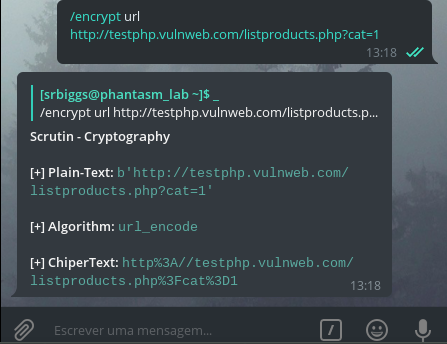 /encrypt url
http://testphp.vulnweb.com/listproducts.php?cat=1
13:18
[srbiggs@phantasm_lab ~]$ _
/encrypt url http://testphp.vulnweb.com/listproducts.p...
Scrutin - Cryptography
[+] Plain-Text: b'http://testphp.vulnweb.com/
listproducts.php?cat=1'
[+] Algorithm: url_encode
[+] ChiperText: http%3A//testphp.vulnweb.com/
listproducts.php%3Fcat%3D1
13:18
Escrever uma mensagem...